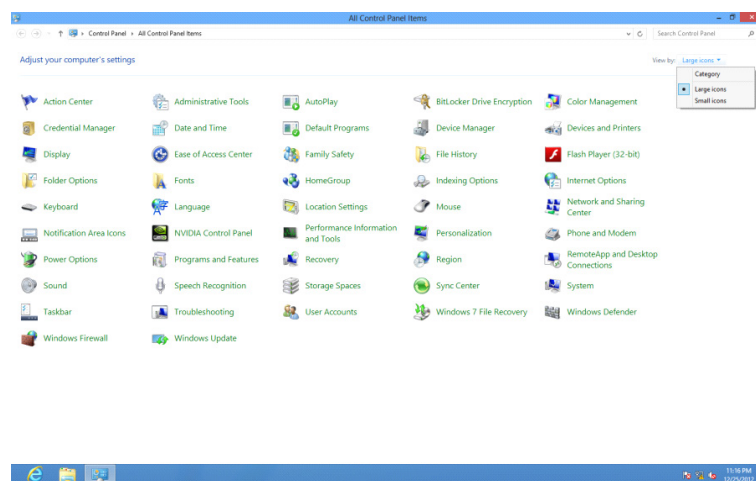 All Control Panel Items
Control Panel All Control Panel Items
Search Control Panel
Adjust your computer's settings
View by: Large icons
Category
Large icons
Small icons
Action Center Administrative Tools AutoPlay BitLocker Drive Encryption Color Management
Credential Manager Date and Time Default Programs Device Manager Devices and Printers
Display Ease of Access Center Family Safety File History Flash Player (32-bit)
Folder Options Fonts HomeGroup Indexing Options Internet Options
Keyboard Language Location Settings Mouse Network and Sharing
Center
Notification Area Icons NVIDIA Control Panel Performance Information
and Tools
Personalization Phone and Modem
Power Options Programs and Features Recovery Region RemoteApp and Desktop
Connections
Sound Speech Recognition Storage Spaces Sync Center System
Taskbar Troubleshooting User Accounts Windows 7 File Recovery Windows Defender
Windows Firewall Windows Update
11:16 PM